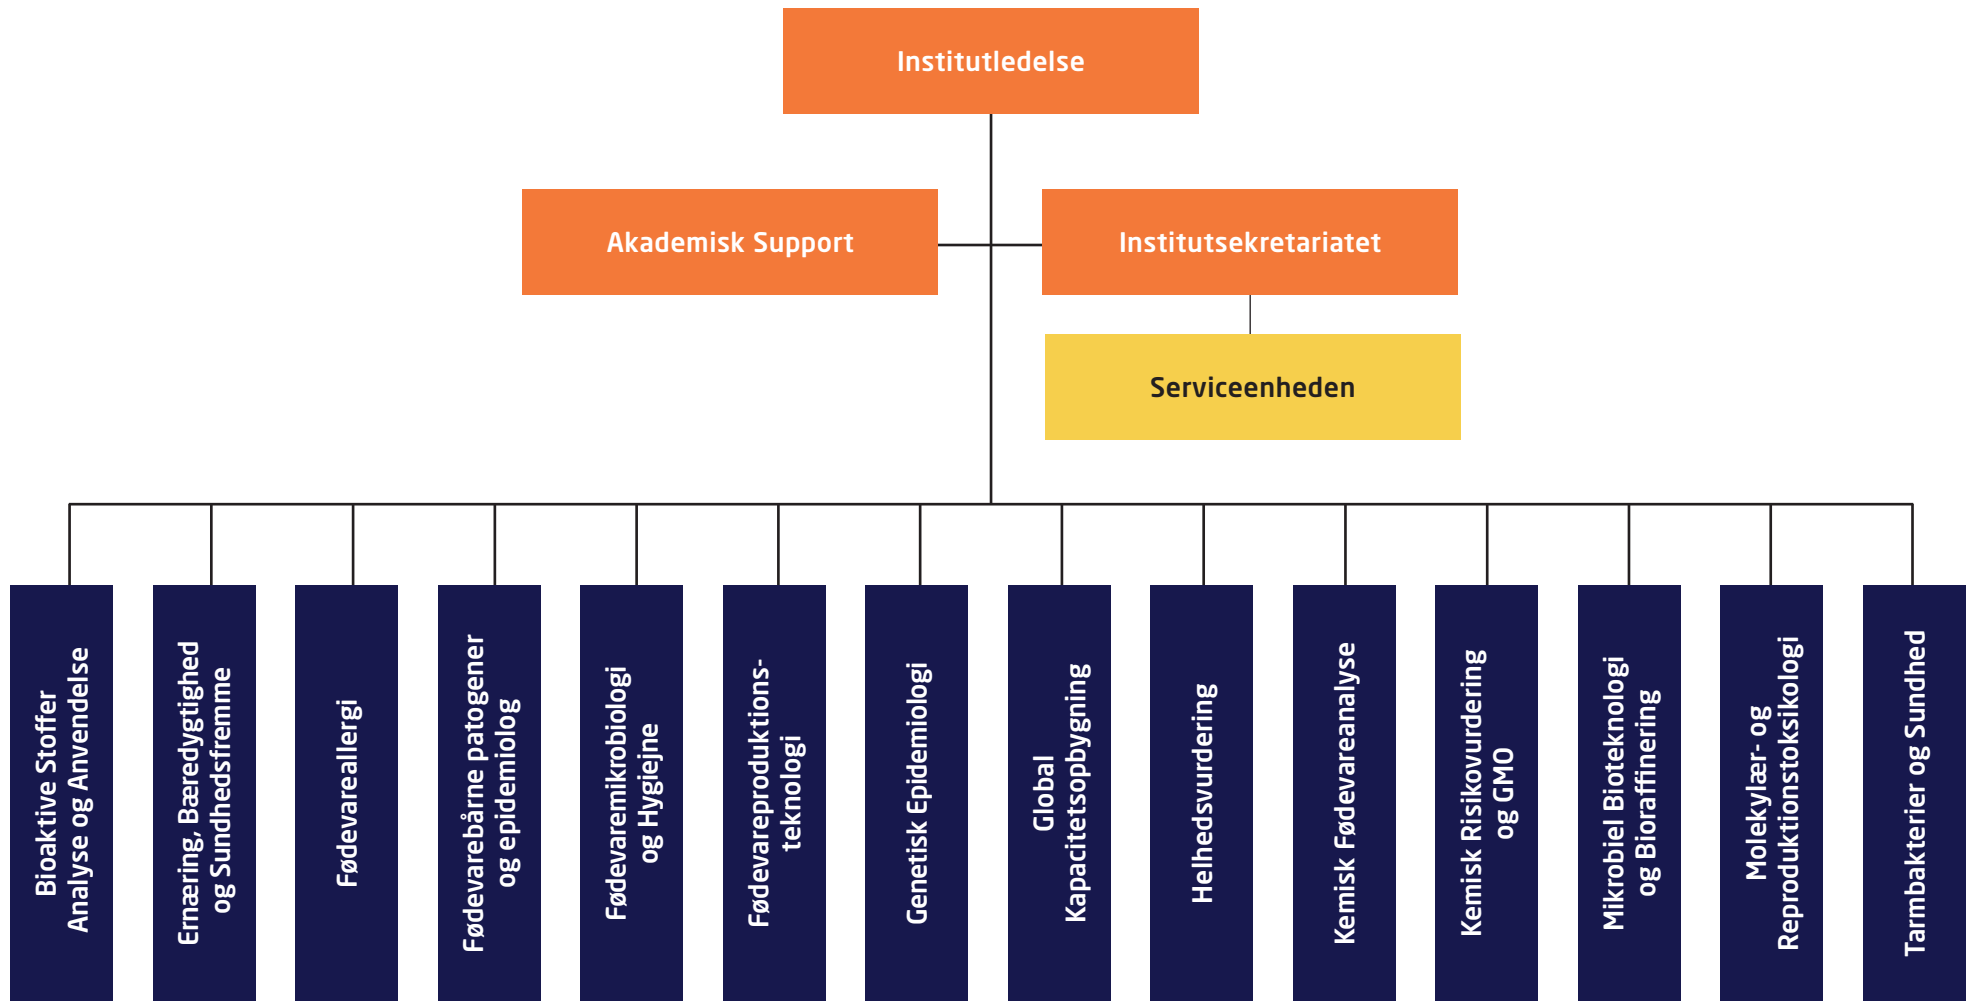 Institutledelse
Akademisk Support
Institutsekretariatet
Serviceenheden
Bioaktive Stoffer
Analyse og Anvendelse
Ernæring, Bæredygtighed
og Sundhedsfremme
Fødevareallergi
Fødevarebårne patogener
og epidemiolog
Fødevaremikrobiologi
og Hygiejne
Fødevareproduktions-
teknologi
Genetisk Epidemiologi
Global
Kapacitetsopbygning
Helhedsvurdering
Kemisk Fødevareanalyse
Kemisk Risikovurdering
og GMO
Mikrobiel Bioteknologi
og Bioraffinering
Molekylær- og
Reproduktionstoksikologi
Tarmbakterier og Sundhed